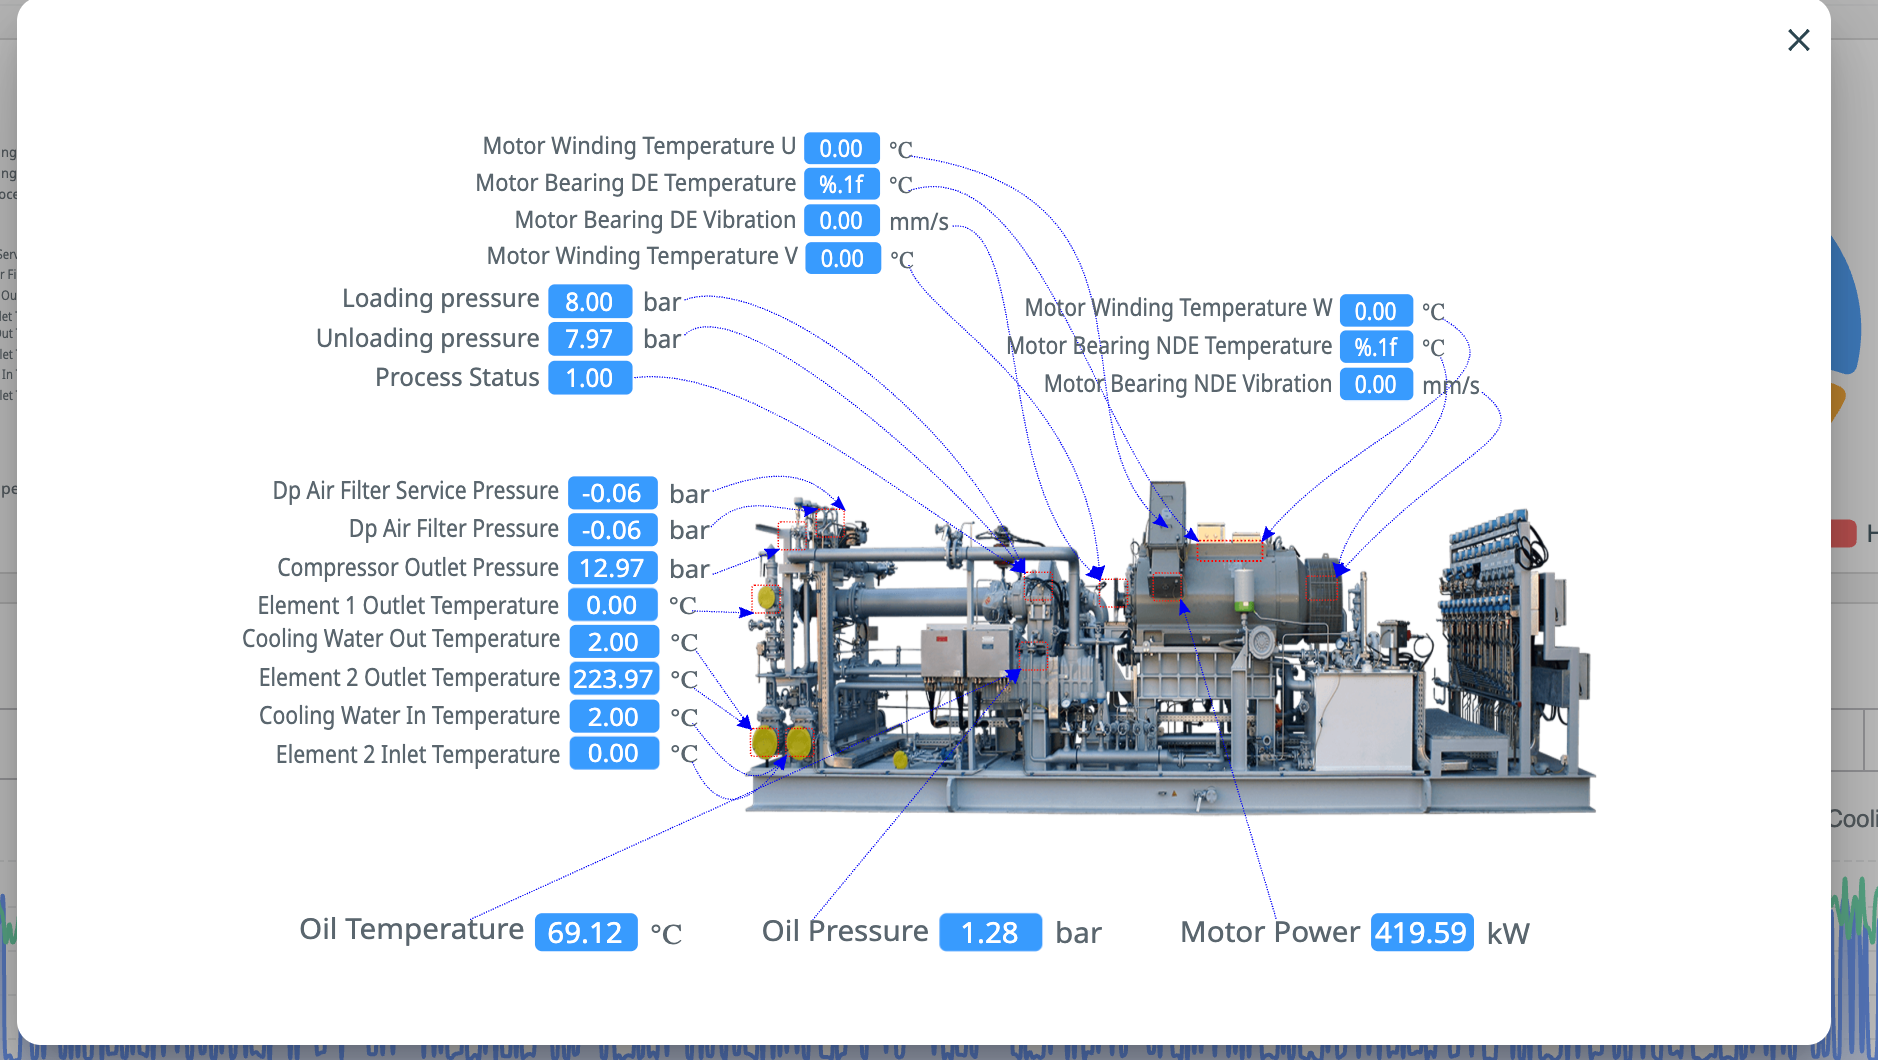 Motor Winding Temperature U 0.00 °C
Motor Bearing DE Temperature %.1f °C
Motor Bearing DE Vibration 0.00 mm/s
Motor Winding Temperature V 0.00 °C
Loading pressure 8.00 bar
Unloading pressure 7.97 bar
Process Status 1.00
Motor Winding Temperature W 0.00 °C
Motor Bearing NDE Temperature %.1f °C
Motor Bearing NDE Vibration 0.00 mm/s
Dp Air Filter Service Pressure -0.06 bar
Dp Air Filter Pressure -0.06 bar
Compressor Outlet Pressure 12.97 bar
Element 1 Outlet Temperature 0.00 °C
Cooling Water Out Temperature 2.00 °C
Element 2 Outlet Temperature 223.97 °C
Cooling Water In Temperature 2.00 °C
Element 2 Inlet Temperature 0.00 °C
Oil Temperature 69.12 °C
Oil Pressure 1.28 bar
Motor Power 419.59 kW